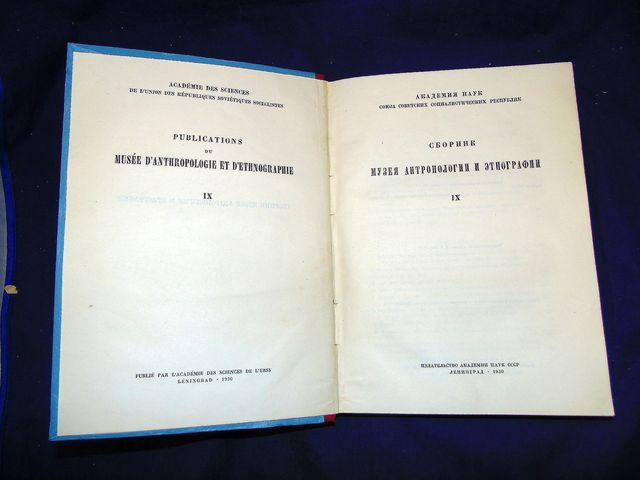 ACADÉMIE DES SCIENCES
DE L'UNION DES RÉPUBLIQUES SOVIÉTIQUES SOCIALISTES
PUBLICATIONS
DU
MUSÉE D'ANTHROPOLOGIE ET D'ETHNOGRAPHIE
IX
PUBLIÉ PAR L'ACADÉMIE DES SCIENCES DE L'URSS
LÉNINGRAD · 1930
АКАДЕМИЯ НАУК
СОЮЗА СОВЕТСКИХ СОЦИАЛИСТИЧЕСКИХ РЕСПУБЛИК
СБОРНИК
МУЗЕЯ АНТРОПОЛОГИИ И ЭТНОГРАФИИ
IX
ИЗДАТЕЛЬСТВО АКАДЕМИИ НАУК СССР
ЛЕНИНГРАД · 1930